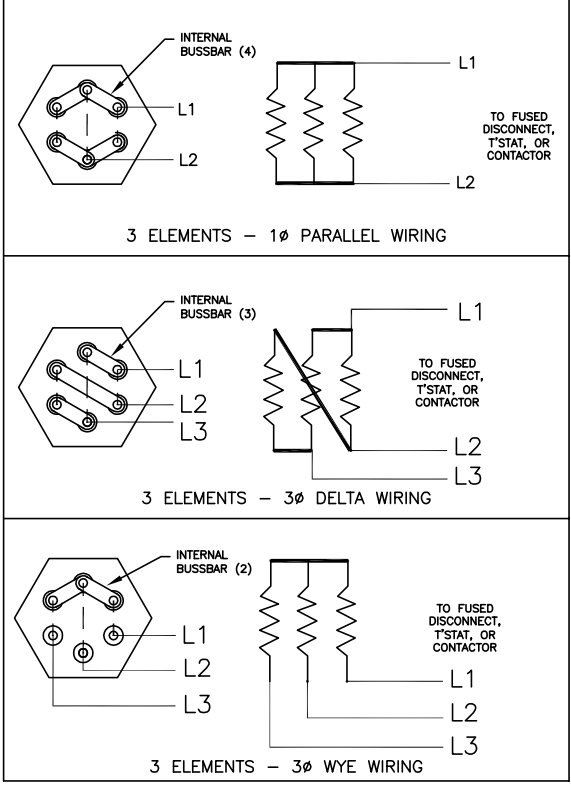 INTERNAL
BUSSBAR (4)
L1
L2
L1
L2
TO FUSED
DISCONNECT,
T'STAT, OR
CONTACTOR
3 ELEMENTS – 1ø PARALLEL WIRING
INTERNAL
BUSSBAR (3)
L1
L2
L3
L1
TO FUSED
DISCONNECT,
T'STAT, OR
CONTACTOR
L2
L3
3 ELEMENTS – 3ø DELTA WIRING
INTERNAL
BUSSBAR (2)
L1
L2
L3
TO FUSED
DISCONNECT,
T'STAT, OR
CONTACTOR
L1
L2
L3
3 ELEMENTS – 3ø WYE WIRING